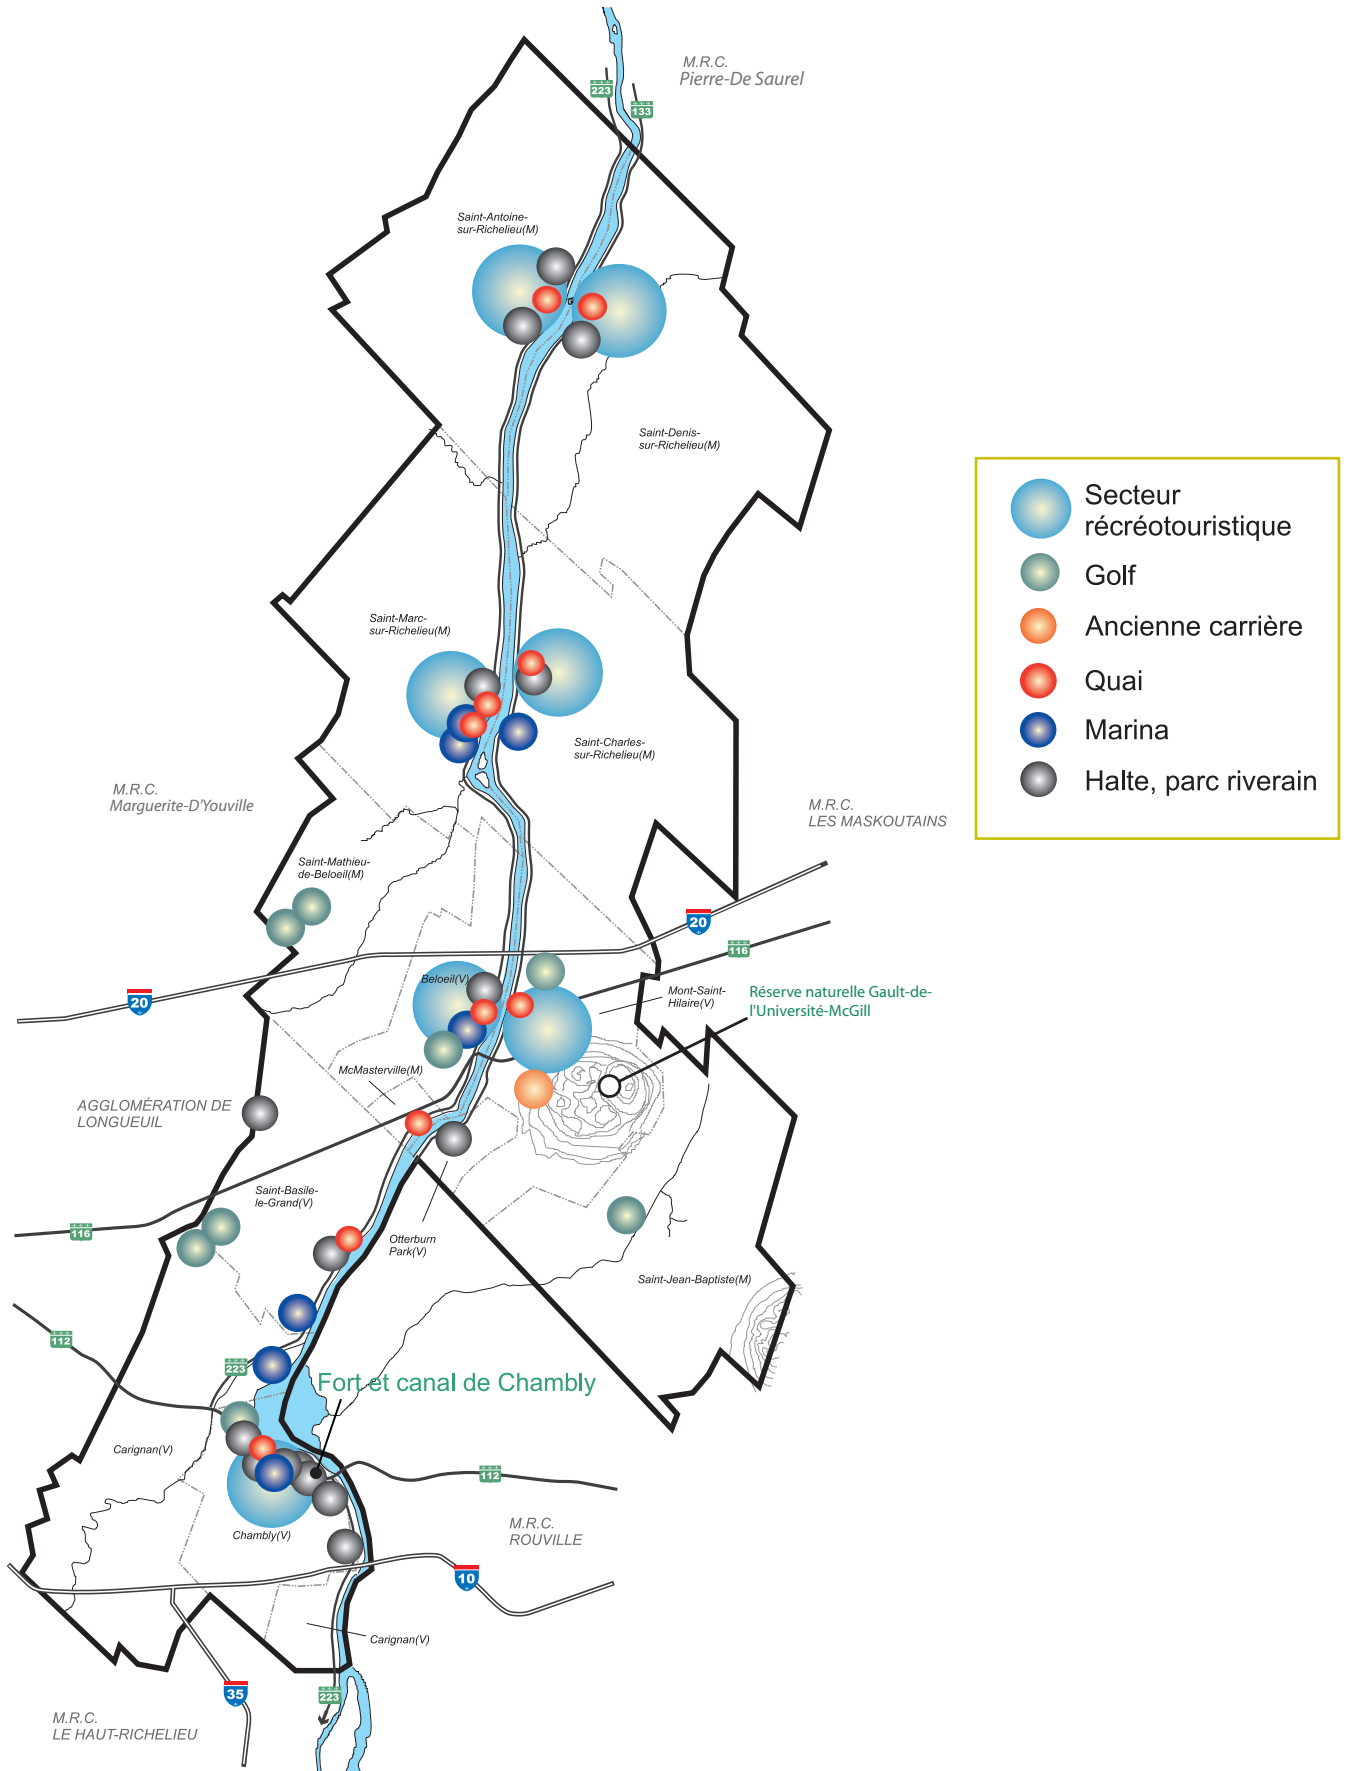 M.R.C.
Pierre-De Saurel
223
133
Saint-Antoine-
sur-Richelieu(M)
Saint-Denis-
sur-Richelieu(M)
Secteur
récréotouristique
Golf
Ancienne carrière
Quai
Marina
Halte, parc riverain
Saint-Marc-
sur-Richelieu(M)
Saint-Charles-
sur-Richelieu(M)
M.R.C.
Marguerite-D'Youville
M.R.C.
LES MASKOUTAINS
Saint-Mathieu-
de-Beloeil(M)
20
116
Beloeil(V)
20
Mont-Saint-
Hilaire(V)
Réserve naturelle Gault-de-
l'Université-McGill
McMasterville(M)
AGGLOMÉRATION DE
LONGUEUIL
Saint-Basile-
le-Grand(V)
116
Otterburn
Park(V)
Saint-Jean-Baptiste(M)
112
223
Fort et canal de Chambly
Carignan(V)
112
Chambly(V)
M.R.C.
ROUVILLE
10
Carignan(V)
35
223
M.R.C.
LE HAUT-RICHELIEU